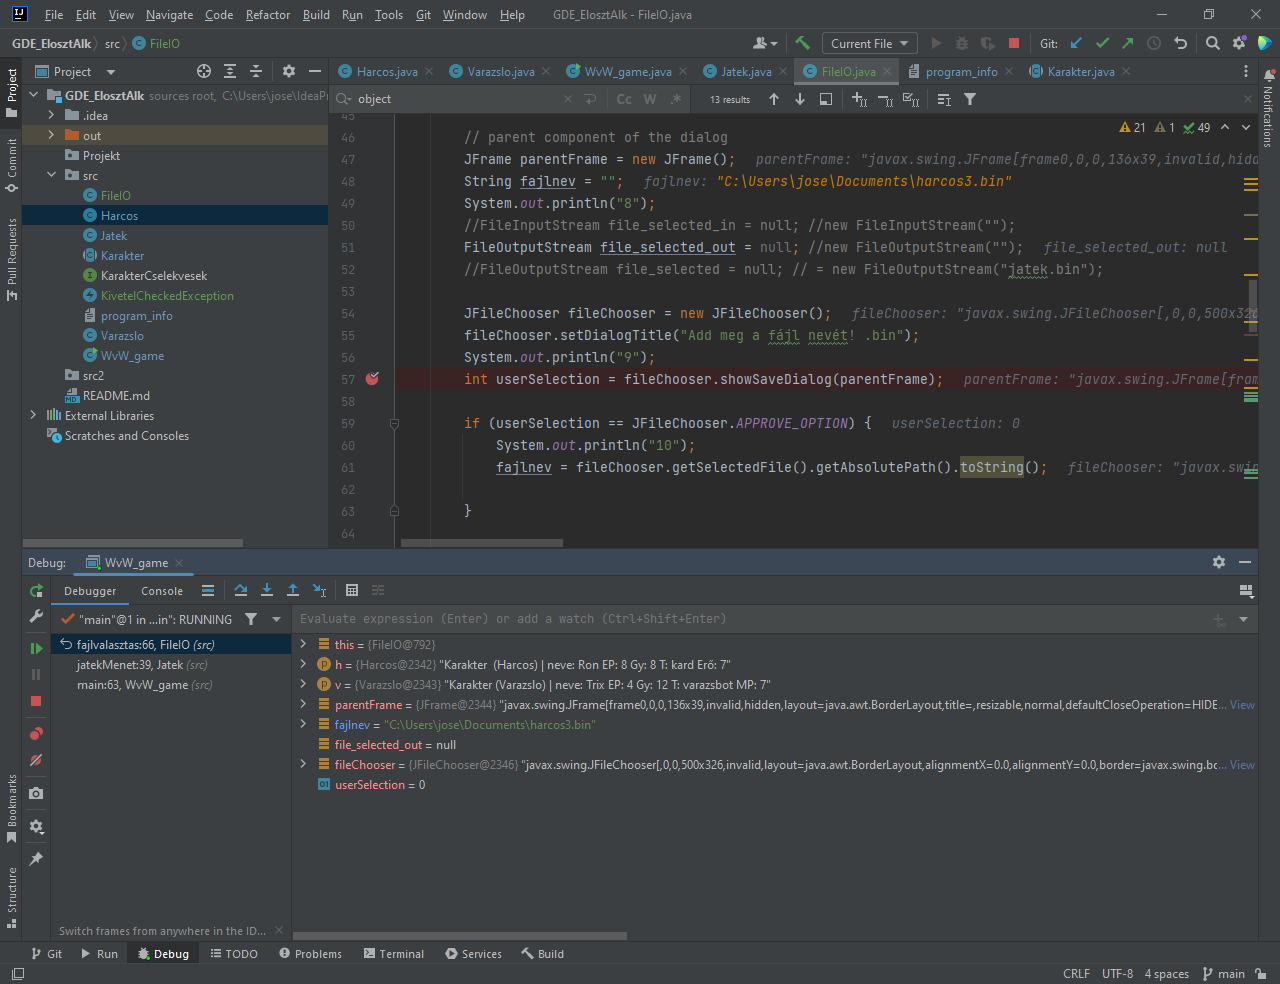 File Edit View Navigate Code Refactor Build Run Tools Git Window Help GDE_ElosztAlk - FileIO.java
GDE_ElosztAlk src FileIO
Current File
Git:
Project
Harcos.java Varazslo.java WvW_game.java Jatek.java FileIO.java program_info Karakter.java
GDE_ElosztAlk sources root, C:\Users\jose\IdeaPr
.idea
out
Projekt
src
FileIO
Harcos
Jatek
Karakter
KarakterCselekvesek
KivetelCheckedException
program_info
Varazslo
WvW_game
src2
README.md
External Libraries
Scratches and Consoles
object Cc W .* 13 results
21 1 49
45
46 // parent component of the dialog
47 JFrame parentFrame = new JFrame(); parentFrame: "javax.swing.JFrame[frame0,0,0,136x39,invalid,hidd
48 String fajlnev = ""; fajlnev: "C:\Users\jose\Documents\harcos3.bin"
49 System.out.println("8");
50 //FileInputStream file_selected_in = null; //new FileInputStream("");
51 FileOutputStream file_selected_out = null; //new FileOutputStream(""); file_selected_out: null
52 //FileOutputStream file_selected = null; // = new FileOutputStream("jatek.bin");
53
54 JFileChooser fileChooser = new JFileChooser(); fileChooser: "javax.swing.JFileChooser[,0,0,500x326
55 fileChooser.setDialogTitle("Add meg a fájl nevét! .bin");
56 System.out.println("9");
57 int userSelection = fileChooser.showSaveDialog(parentFrame); parentFrame: "javax.swing.JFrame[fram
58
59 if (userSelection == JFileChooser.APPROVE_OPTION) { userSelection: 0
60 System.out.println("10");
61 fajlnev = fileChooser.getSelectedFile().getAbsolutePath().toString(); fileChooser: "javax.swin
62
63 }
64
Project
Commit
Pull Requests
Bookmarks
Structure
Notifications
Debug: WvW_game
Debugger Console
"main"@1 in ...in": RUNNING
fajlvalasztas:66, FileIO (src)
jatekMenet:39, Jatek (src)
main:63, WvW_game (src)
Switch frames from anywhere in the ID...
Evaluate expression (Enter) or add a watch (Ctrl+Shift+Enter)
this = {FileIO@792}
h = {Harcos@2342} "Karakter (Harcos) | neve: Ron EP: 8 Gy: 8 T: kard Erő: 7"
v = {Varazslo@2343} "Karakter (Varazslo) | neve: Trix EP: 4 Gy: 12 T: varazsbot MP: 7"
parentFrame = {JFrame@2344} "javax.swing.JFrame[frame0,0,0,136x39,invalid,hidden,layout=java.awt.BorderLayout,title=,resizable,normal,defaultCloseOperation=HIDE... View
fajlnev = "C:\Users\jose\Documents\harcos3.bin"
file_selected_out = null
fileChooser = {JFileChooser@2346} "javax.swing.JFileChooser[,0,0,500x326,invalid,layout=java.awt.BorderLayout,alignmentX=0.0,alignmentY=0.0,border=javax.swing.bo... View
userSelection = 0
Git Run Debug TODO Problems Terminal Services Build
CRLF UTF-8 4 spaces main